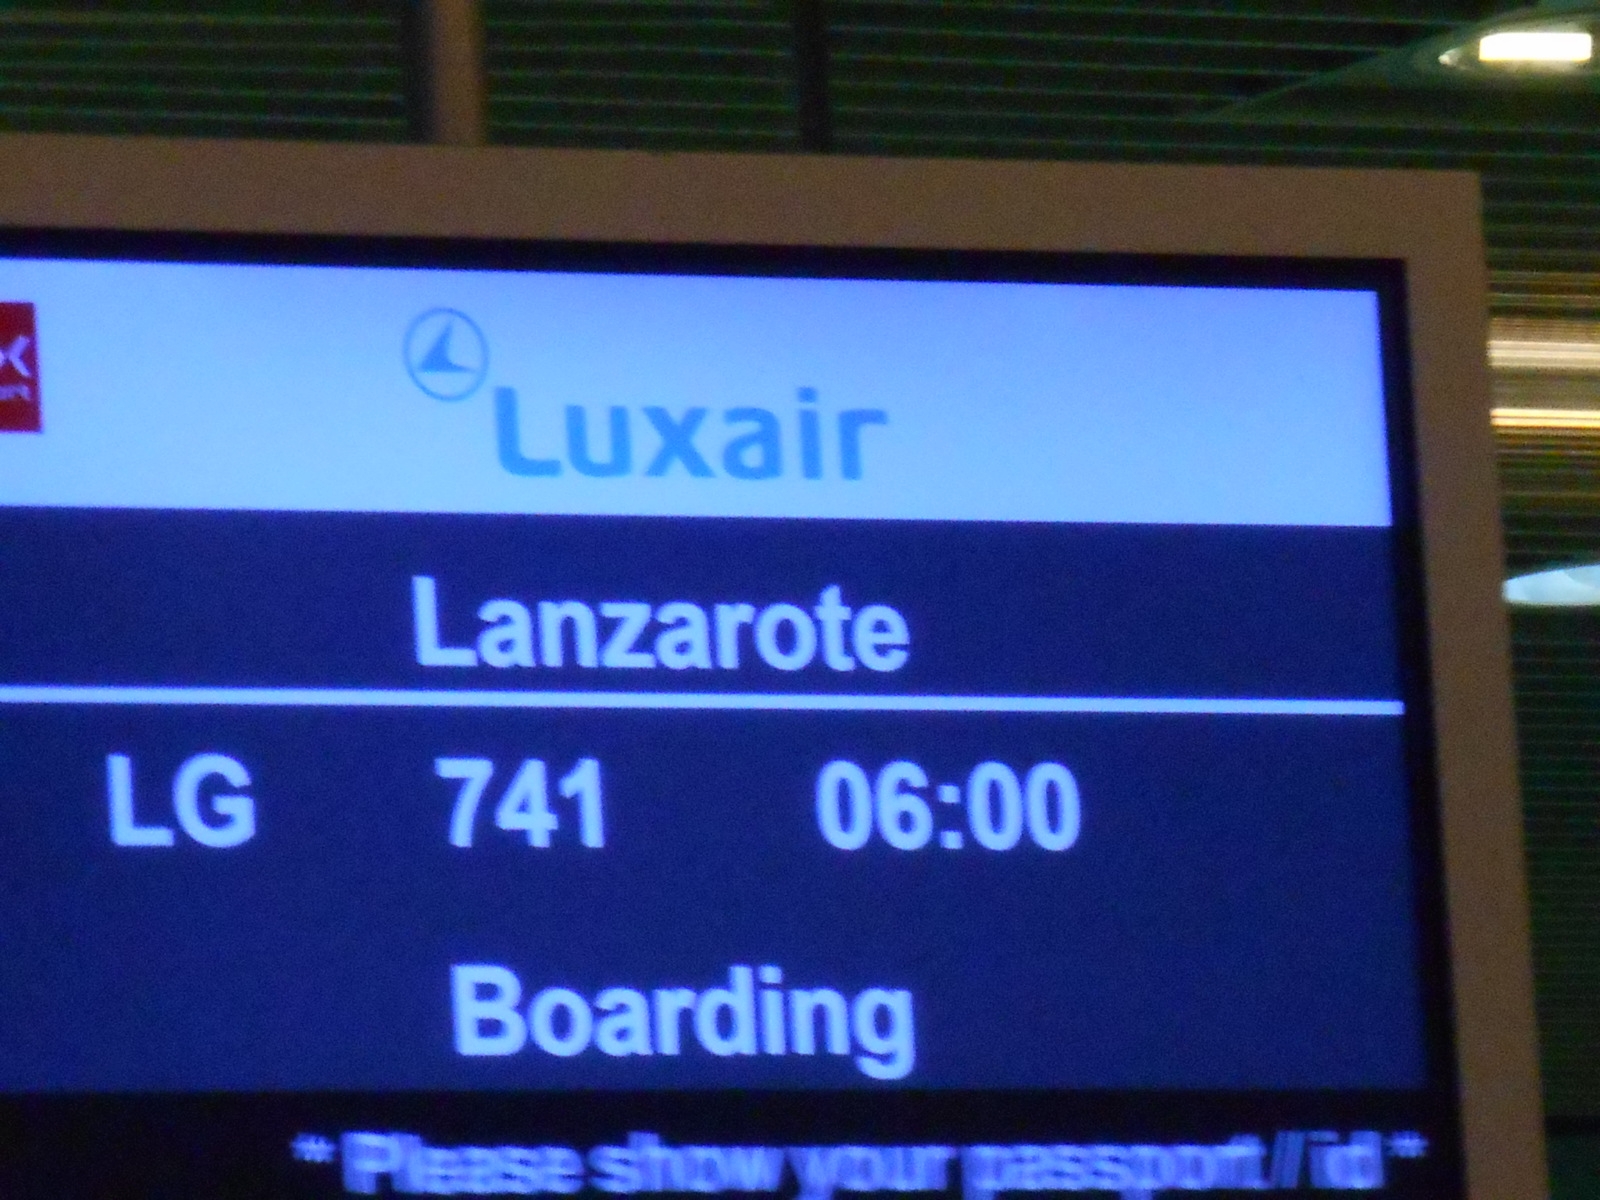 Luxair
Lanzarote
LG 741 06:00
Boarding
** Please show your passport // id **